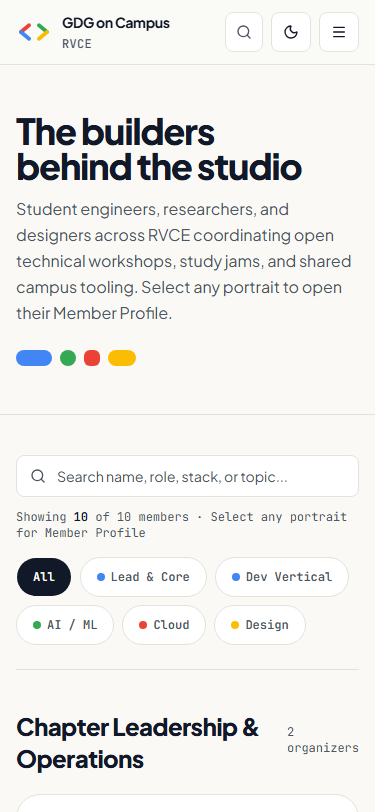 GDG on Campus
RVCE
The builders
behind the studio
Student engineers, researchers, and
designers across RVCE coordinating open
technical workshops, study jams, and shared
campus tooling. Select any portrait to open
their Member Profile.
Search name, role, stack, or topic...
Showing 10 of 10 members · Select any portrait
for Member Profile
All Lead & Core Dev Vertical
AI / ML Cloud Design
Chapter Leadership &
Operations
2
organizers